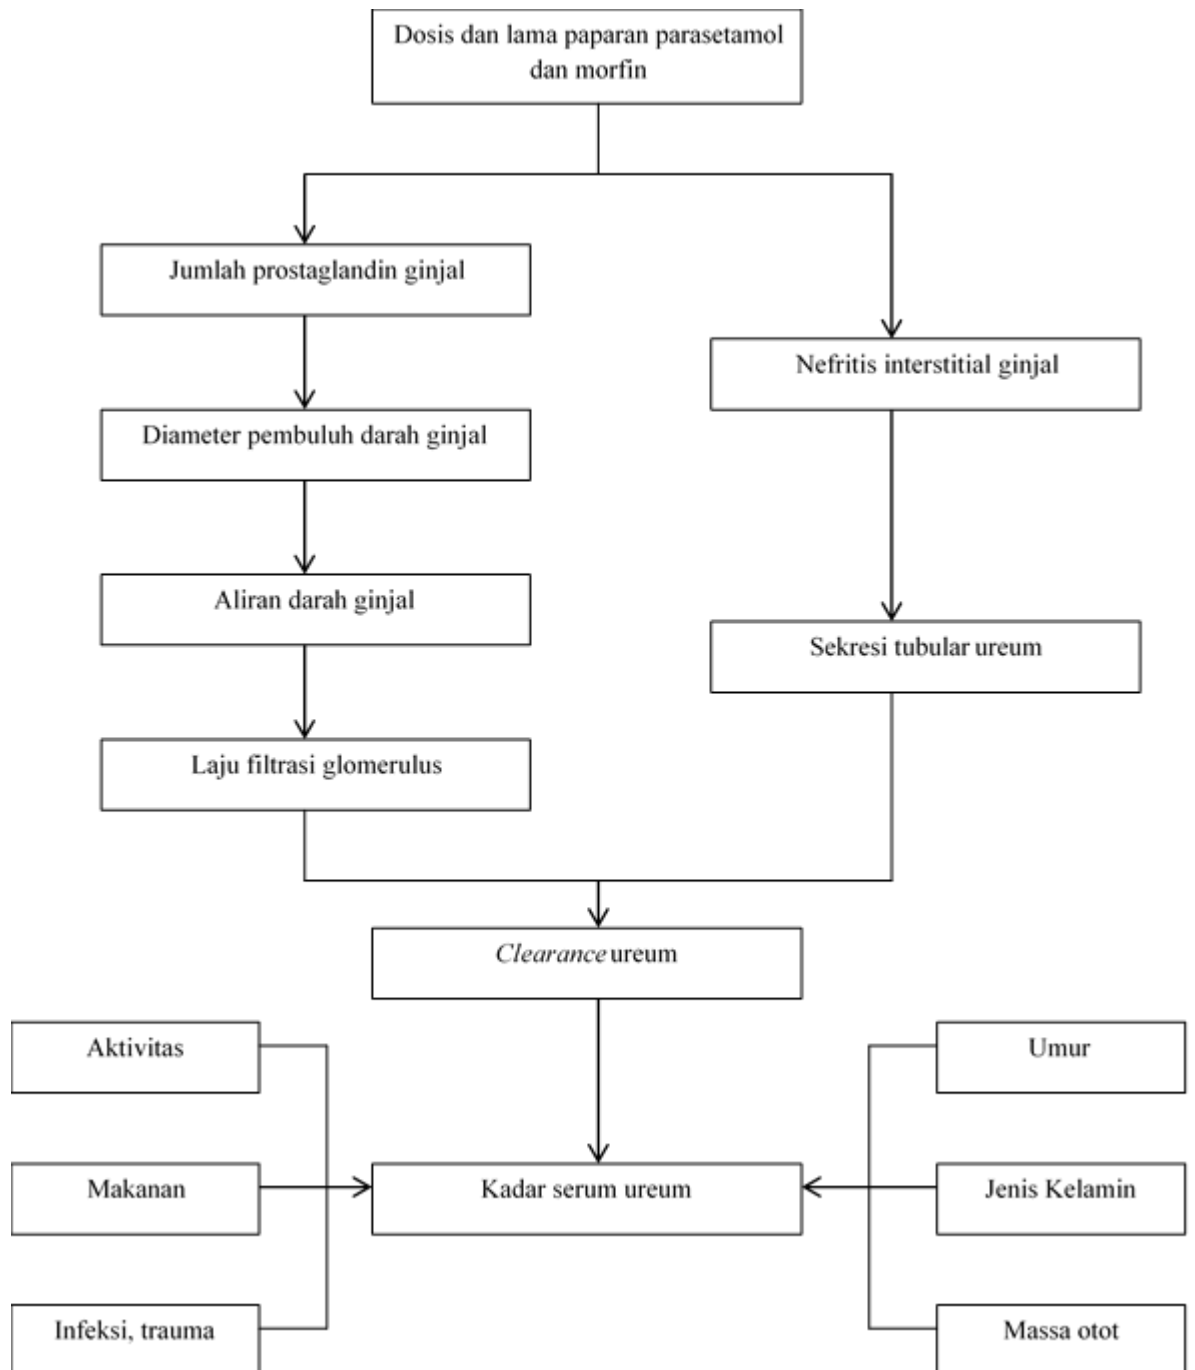 Dosis dan lama paparan parasetamol
dan morfin
Jumlah prostaglandin ginjal
Nefritis interstitial ginjal
Diameter pembuluh darah ginjal
Aliran darah ginjal
Sekresi tubular ureum
Laju filtrasi glomerulus
Clearance ureum
Aktivitas
Umur
Makanan
Kadar serum ureum
Jenis Kelamin
Infeksi, trauma
Massa otot